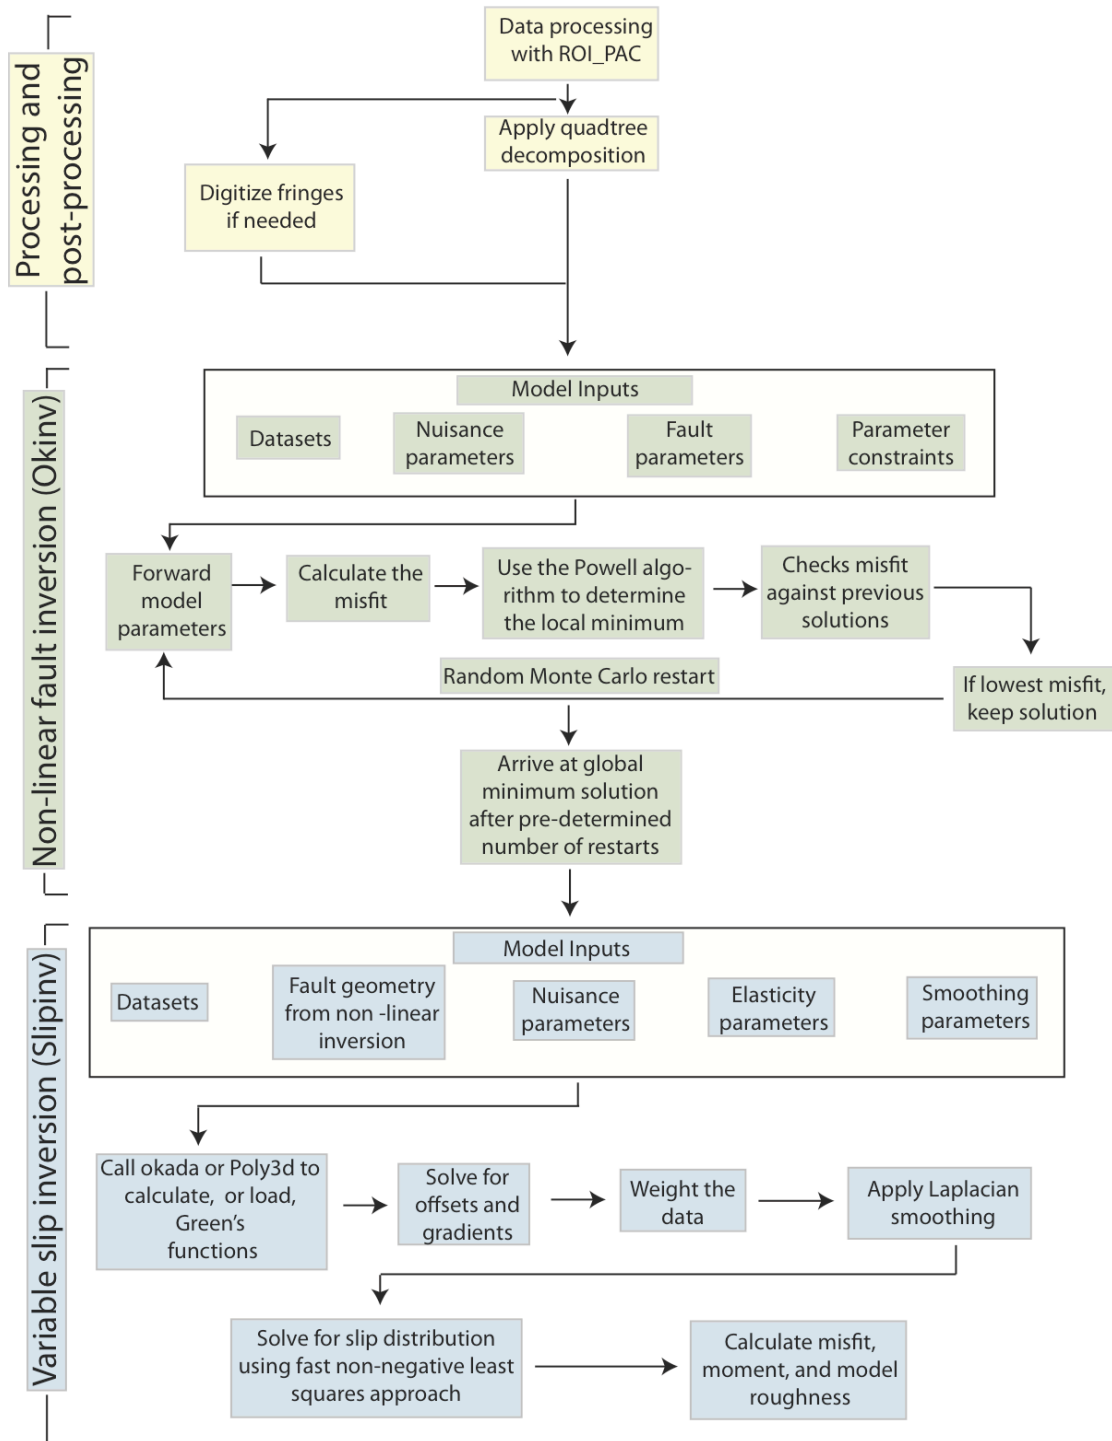 Processing and
post-processing
Data processing
with ROI_PAC
Apply quadtree
decomposition
Digitize fringes
if needed
Non-linear fault inversion (Okinv)
Model Inputs
Datasets
Nuisance
parameters
Fault
parameters
Parameter
constraints
Forward
model
parameters
Calculate the
misfit
Use the Powell algo-
rithm to determine
the local minimum
Checks misfit
against previous
solutions
If lowest misfit,
keep solution
Random Monte Carlo restart
Arrive at global
minimum solution
after pre-determined
number of restarts
Variable slip inversion (Slipinv)
Model Inputs
Datasets
Fault geometry
from non -linear
inversion
Nuisance
parameters
Elasticity
parameters
Smoothing
parameters
Call okada or Poly3d to
calculate,  or load,
Green's
functions
Solve for
offsets and
gradients
Weight the
data
Apply Laplacian
smoothing
Solve for slip distribution
using fast non-negative least
squares approach
Calculate misfit,
moment, and model
roughness